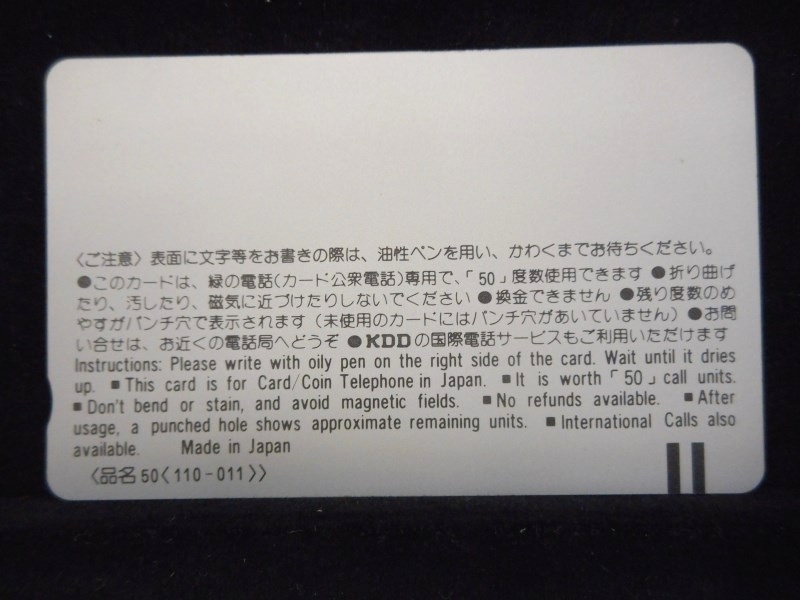 〈ご注意〉表面に文字等をお書きの際は、油性ペンを用い、かわくまでお待ちください。
●このカードは、緑の電話(カード公衆電話)専用で、「50」度数使用できます ●折り曲げ
たり、汚したり、磁気に近づけたりしないでください ●換金できません ●残り度数のめ
やすがパンチ穴で表示されます(未使用のカードにはパンチ穴があいていません) ●お問
い合せは、お近くの電話局へどうぞ ●KDDの国際電話サービスもご利用いただけます
Instructions: Please write with oily pen on the right side of the card. Wait until it dries
up. ■This card is for Card/Coin Telephone in Japan. ■It is worth「50」call units.
■Don't bend or stain, and avoid magnetic fields. ■No refunds available. ■After
usage, a punched hole shows approximate remaining units. ■International Calls also
available. Made in Japan
〈品名50〈110-011〉〉